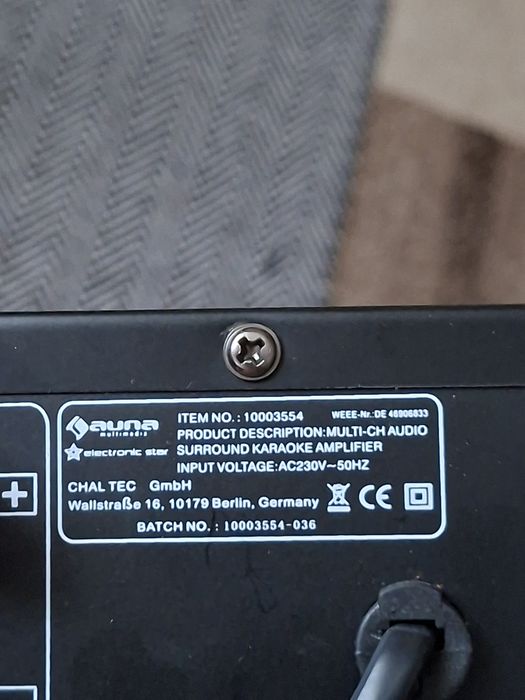 auna
multimedia
electronic star
ITEM NO.: 10003554
WEEE-Nr.:DE 46906833
PRODUCT DESCRIPTION:MULTI-CH AUDIO
SURROUND KARAOKE AMPLIFIER
INPUT VOLTAGE:AC230V~50HZ
CHAL TEC GmbH
Wallstraße 16, 10179 Berlin, Germany
CE
BATCH NO.: 10003554-036
+